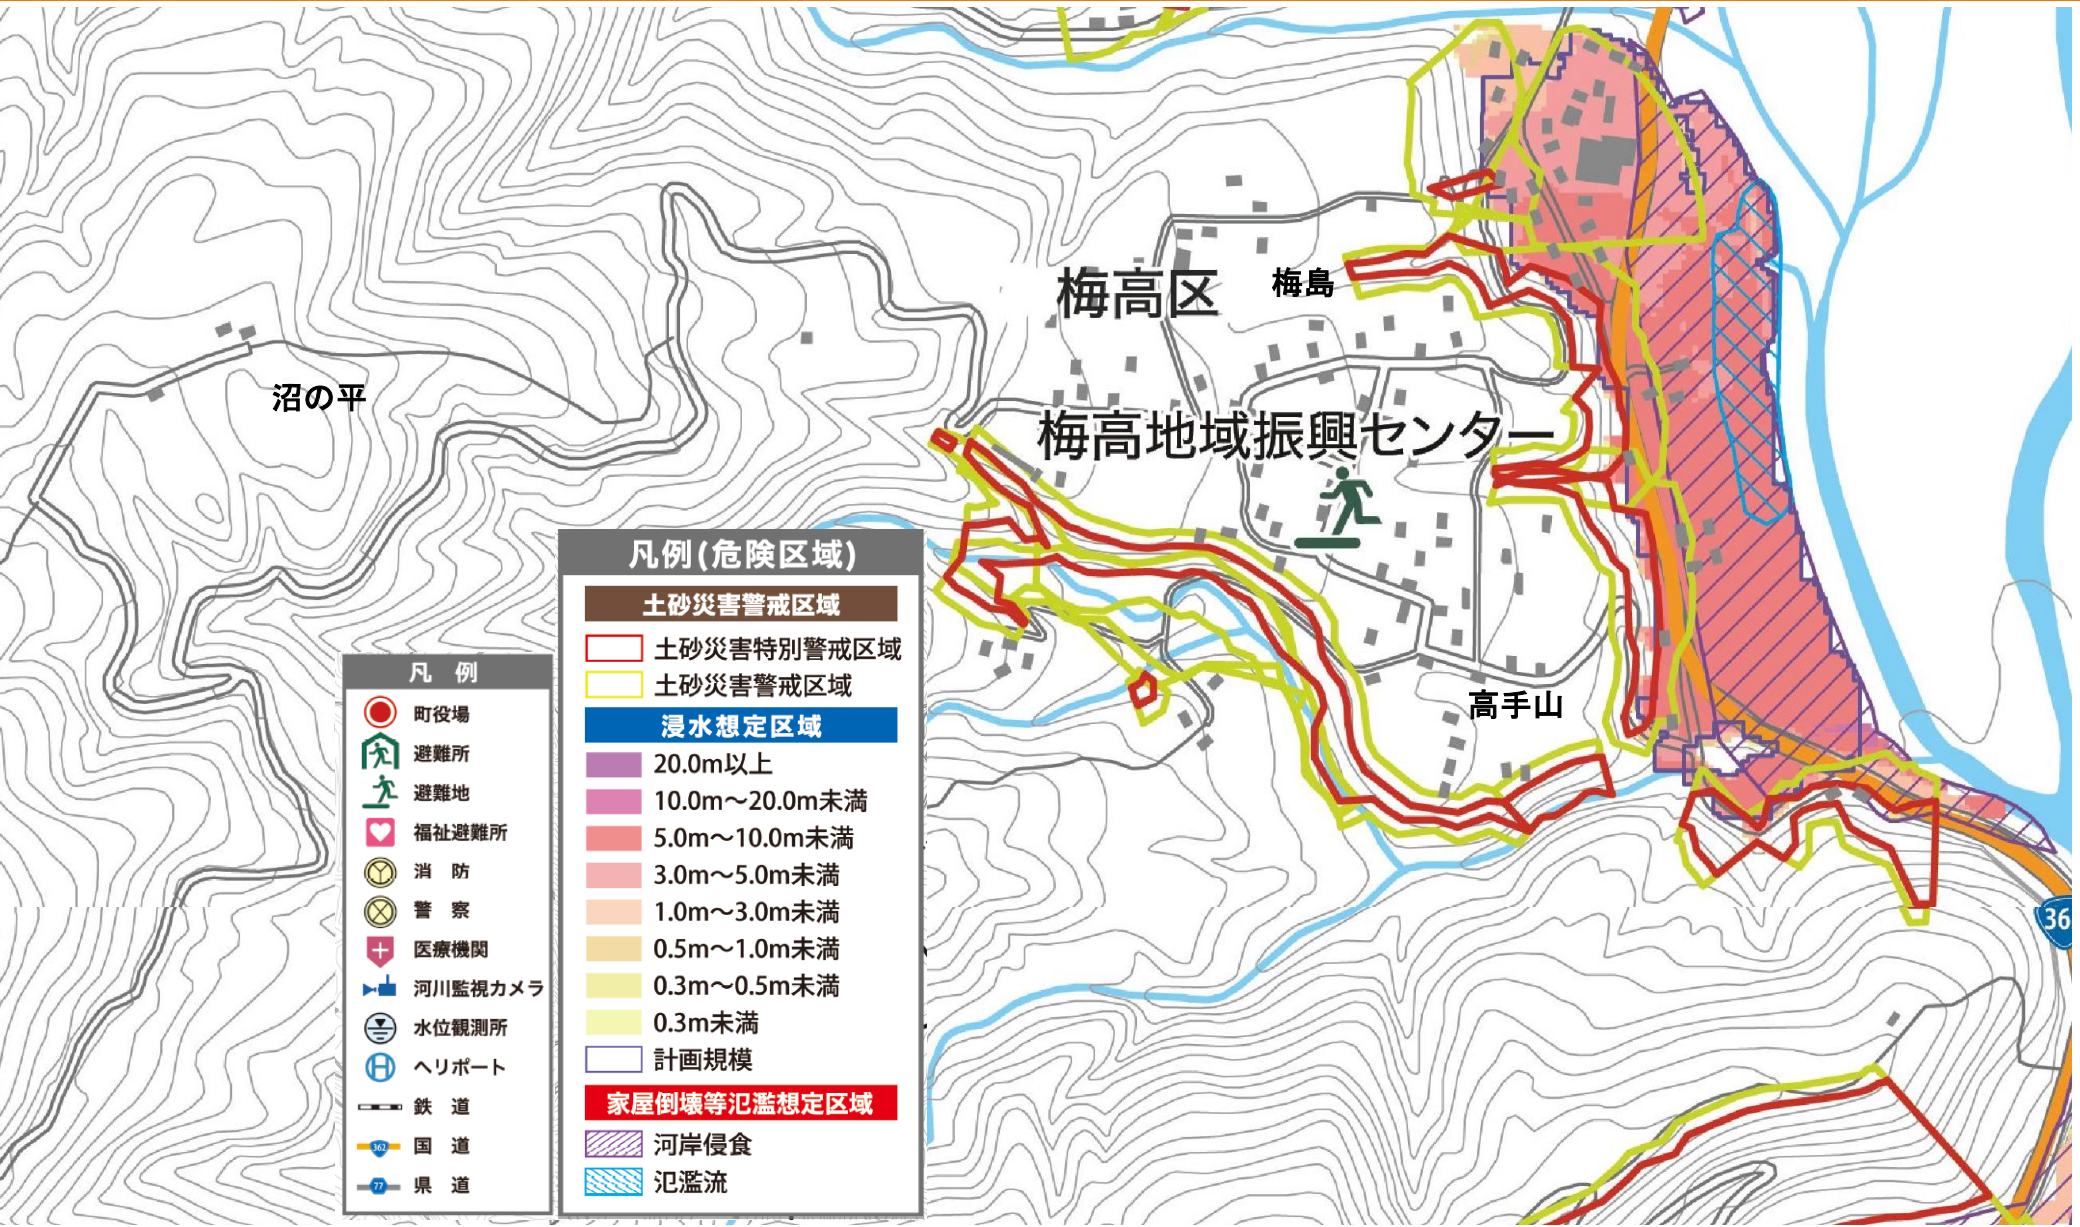 梅高区
梅島
沼の平
梅高地域振興センター
高手山
36
凡 例
町役場
避難所
避難地
福祉避難所
消 防
警 察
医療機関
河川監視カメラ
水位観測所
ヘリポート
鉄 道
362
国 道
77
県 道
凡例(危険区域)
土砂災害警戒区域
土砂災害特別警戒区域
土砂災害警戒区域
浸水想定区域
20.0m以上
10.0m～20.0m未満
5.0m～10.0m未満
3.0m～5.0m未満
1.0m～3.0m未満
0.5m～1.0m未満
0.3m～0.5m未満
0.3m未満
計画規模
家屋倒壊等氾濫想定区域
河岸侵食
氾濫流